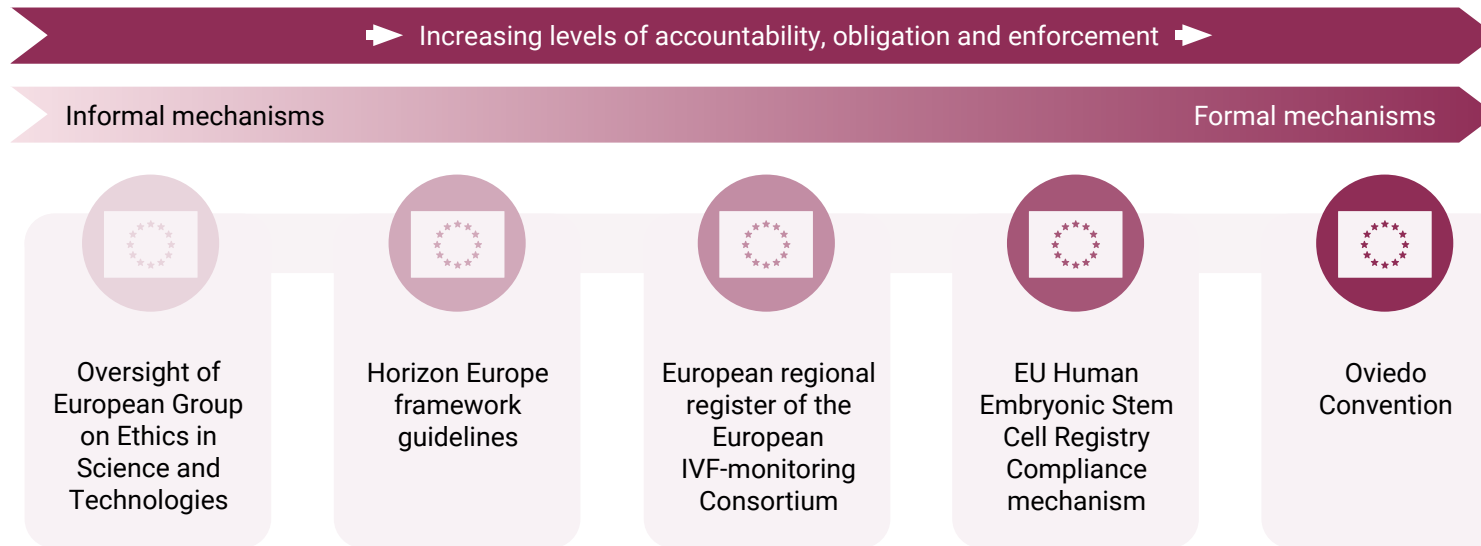 Increasing levels of accountability, obligation and enforcement
Informal mechanisms
Formal mechanisms
Oversight of
European Group
on Ethics in
Science and
Technologies
Horizon Europe
framework
guidelines
European regional
register of the
European
IVF-monitoring
Consortium
EU Human
Embryonic Stem
Cell Registry
Compliance
mechanism
Oviedo
Convention